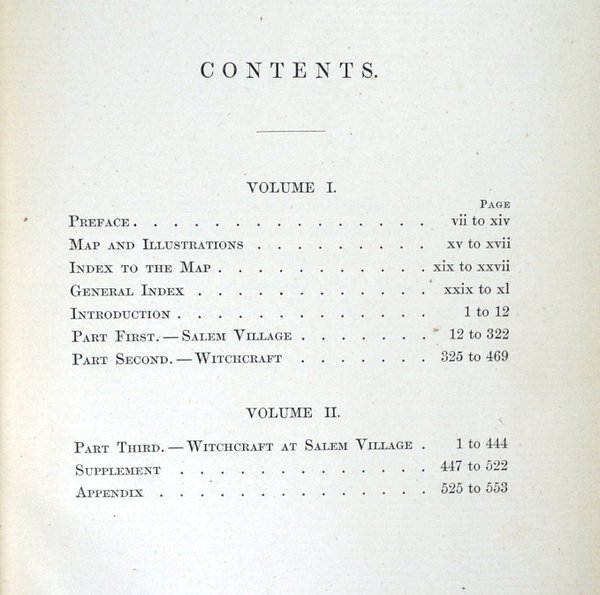 CONTENTS.
VOLUME I.
PAGE
PREFACE . . . . . . . . . . . vii to xiv
MAP AND ILLUSTRATIONS . . . . . . . xv to xvii
INDEX TO THE MAP . . . . . . . . xix to xxvii
GENERAL INDEX . . . . . . . . . xxix to xl
INTRODUCTION . . . . . . . . . . 1 to 12
PART FIRST. — SALEM VILLAGE . . . . . 12 to 322
PART SECOND. — WITCHCRAFT . . . . . 325 to 469
VOLUME II.
PART THIRD. — WITCHCRAFT AT SALEM VILLAGE . 1 to 444
SUPPLEMENT . . . . . . . . . . 447 to 522
APPENDIX . . . . . . . . . . . 525 to 553